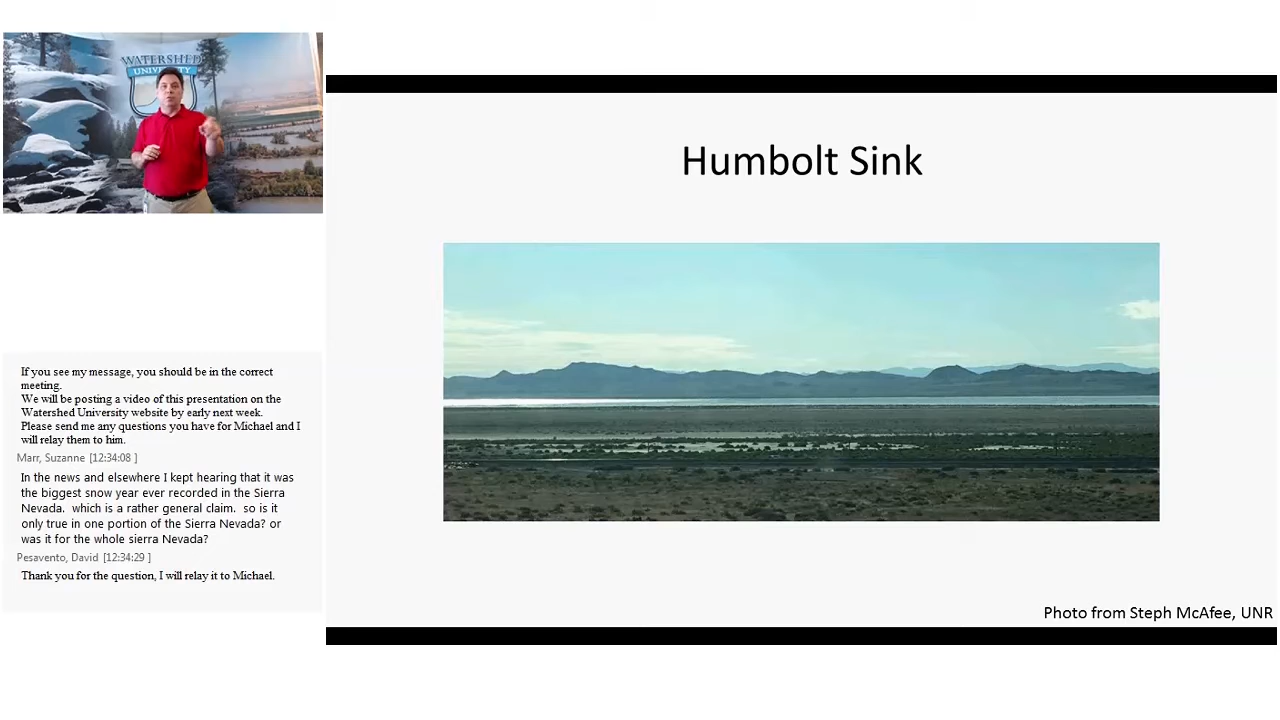 WATERSHED
UNIVERSITY
Humbolt Sink
If you see my message, you should be in the correct
meeting.
We will be posting a video of this presentation on the
Watershed University website by early next week.
Please send me any questions you have for Michael and I
will relay them to him.
Marr, Suzanne [12:34:08 ]
In the news and elsewhere I kept hearing that it was
the biggest snow year ever recorded in the Sierra
Nevada.  which is a rather general claim.  so is it
only true in one portion of the Sierra Nevada? or
was it for the whole sierra Nevada?
Pesavento, David [12:34:29 ]
Thank you for the question, I will relay it to Michael.
Photo from Steph McAfee, UNR